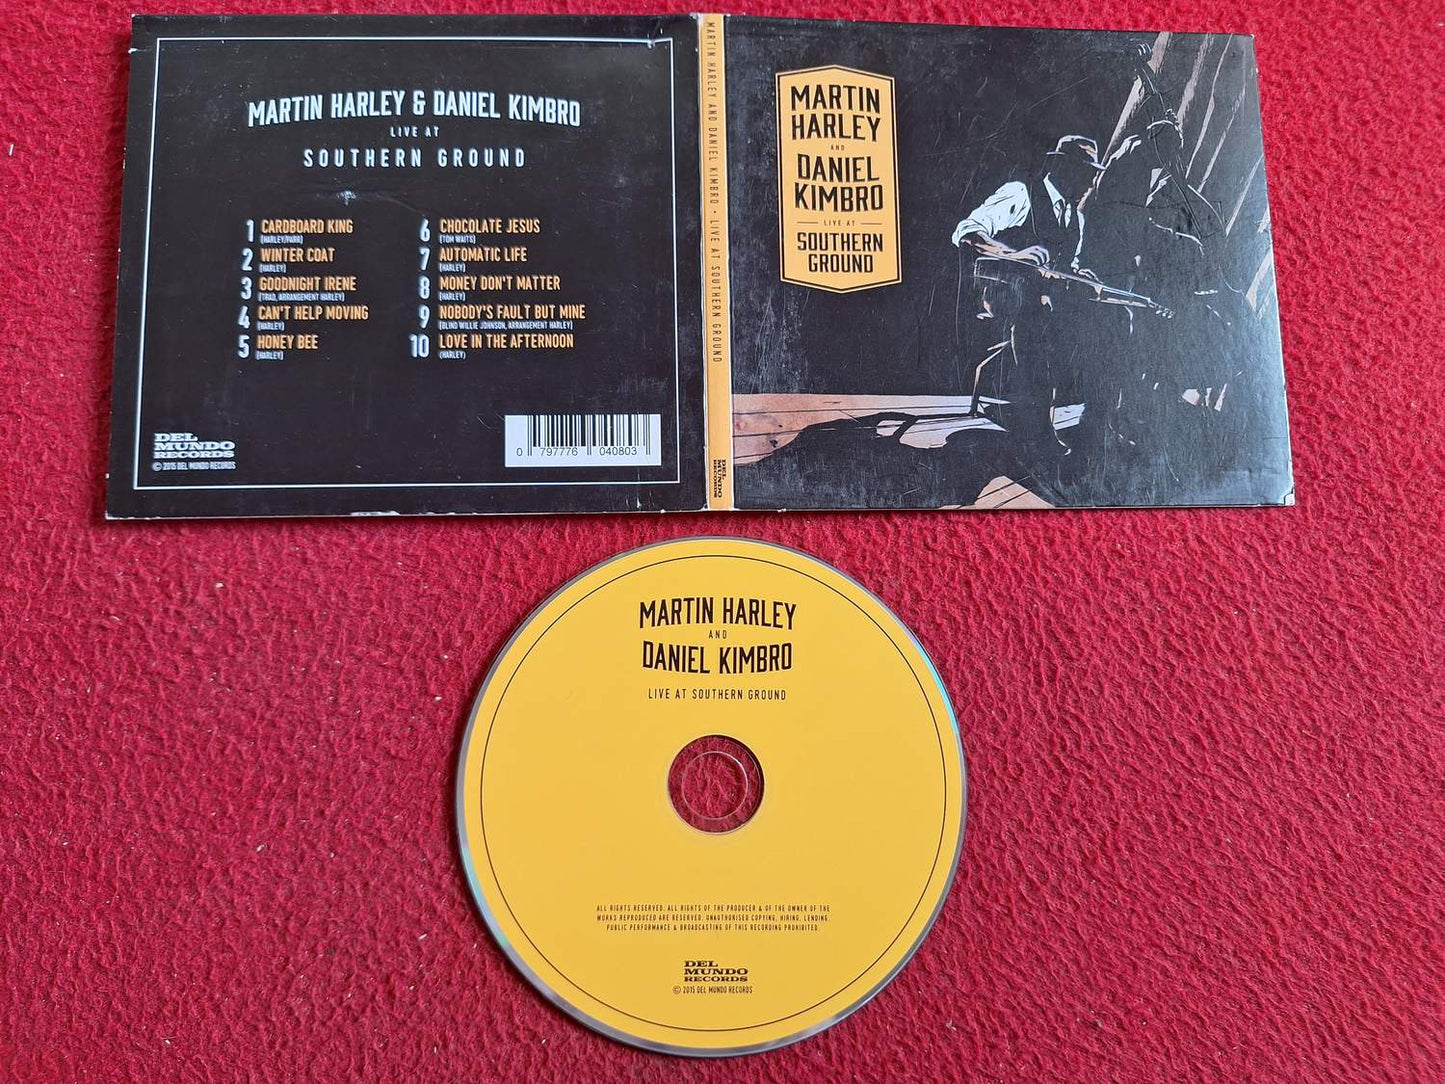 MARTIN HARLEY & DANIEL KIMBRO
LIVE AT
SOUTHERN GROUND
1 CARDBOARD KING
(HARLEY/PARR)
2 WINTER COAT
(HARLEY)
3 GOODNIGHT IRENE
(TRAD, ARRANGEMENT HARLEY)
4 CAN'T HELP MOVING
(HARLEY)
5 HONEY BEE
(HARLEY)
6 CHOCOLATE JESUS
(TOM WAITS)
7 AUTOMATIC LIFE
(HARLEY)
8 MONEY DON'T MATTER
(HARLEY)
9 NOBODY'S FAULT BUT MINE
(BLIND WILLIE JOHNSON, ARRANGEMENT HARLEY)
10 LOVE IN THE AFTERNOON
(HARLEY)
DEL
MUNDO
RECORDS
© 2015 DEL MUNDO RECORDS
0 797776 040803
MARTIN HARLEY AND DANIEL KIMBRO • LIVE AT SOUTHERN GROUND
DEL
MUNDO
RECORDS
MARTIN
HARLEY
AND
DANIEL
KIMBRO
LIVE AT
SOUTHERN
GROUND
MARTIN HARLEY
AND
DANIEL KIMBRO
LIVE AT SOUTHERN GROUND
ALL RIGHTS RESERVED. ALL RIGHTS OF THE PRODUCER & OF THE OWNER OF THE
WORKS REPRODUCED ARE RESERVED. UNAUTHORISED COPYING, HIRING, LENDING,
PUBLIC PERFORMANCE & BROADCASTING OF THIS RECORDING PROHIBITED.
DEL
MUNDO
RECORDS
© 2015 DEL MUNDO RECORDS